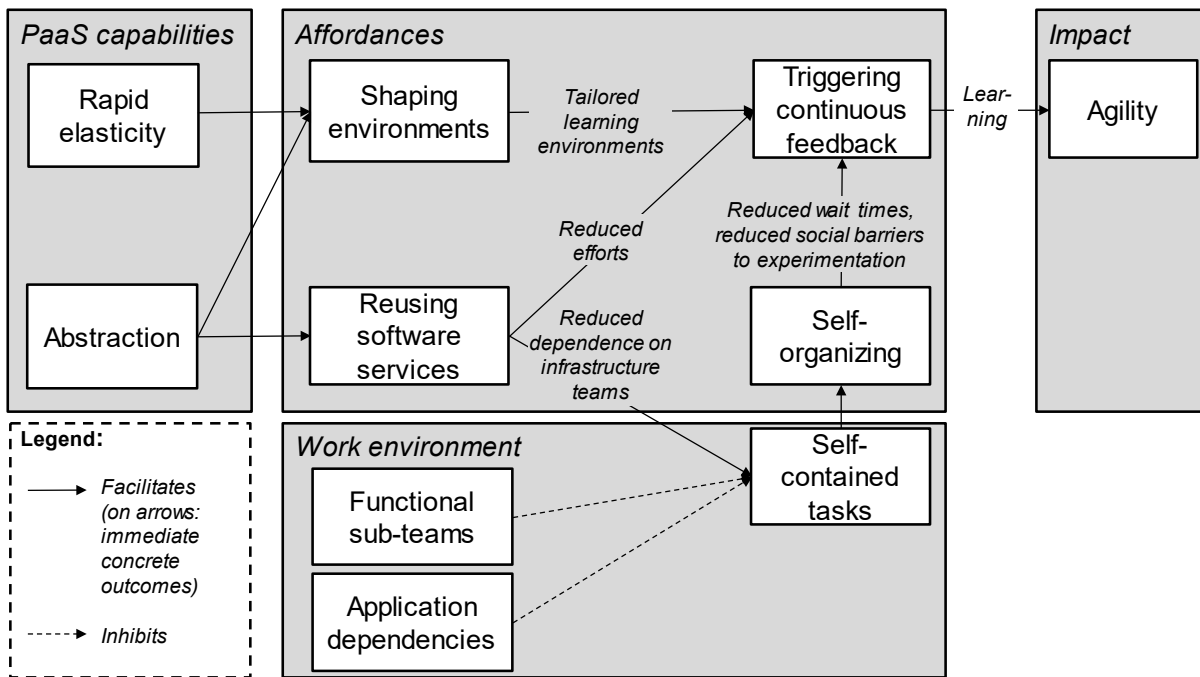 PaaS capabilities
Rapid
elasticity
Abstraction
Affordances
Shaping
environments
Tailored
learning
environments
Triggering
continuous
feedback
Reduced
efforts
Reduced wait times,
reduced social barriers
to experimentation
Reusing
software
services
Reduced
dependence on
infrastructure
teams
Self-
organizing
Lear-
ning
Impact
Agility
Legend:
Facilitates
(on arrows:
immediate
concrete
outcomes)
Inhibits
Work environment
Functional
sub-teams
Application
dependencies
Self-
contained
tasks